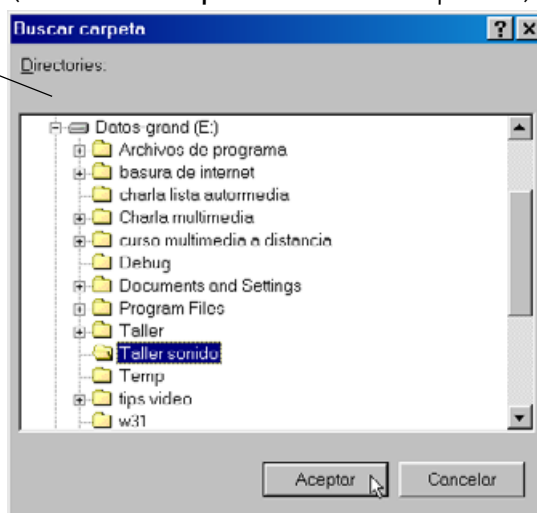 Buscar carpeta
Directories:
Datos grand (E:)
Archivos de programa
basura de internet
charla lista autormedia
Charla multimedia
curso multimedia a distancia
Debug
Documents and Settings
Program Files
Taller
Taller sonido
Temp
tips video
w31
Aceptar Cancelar